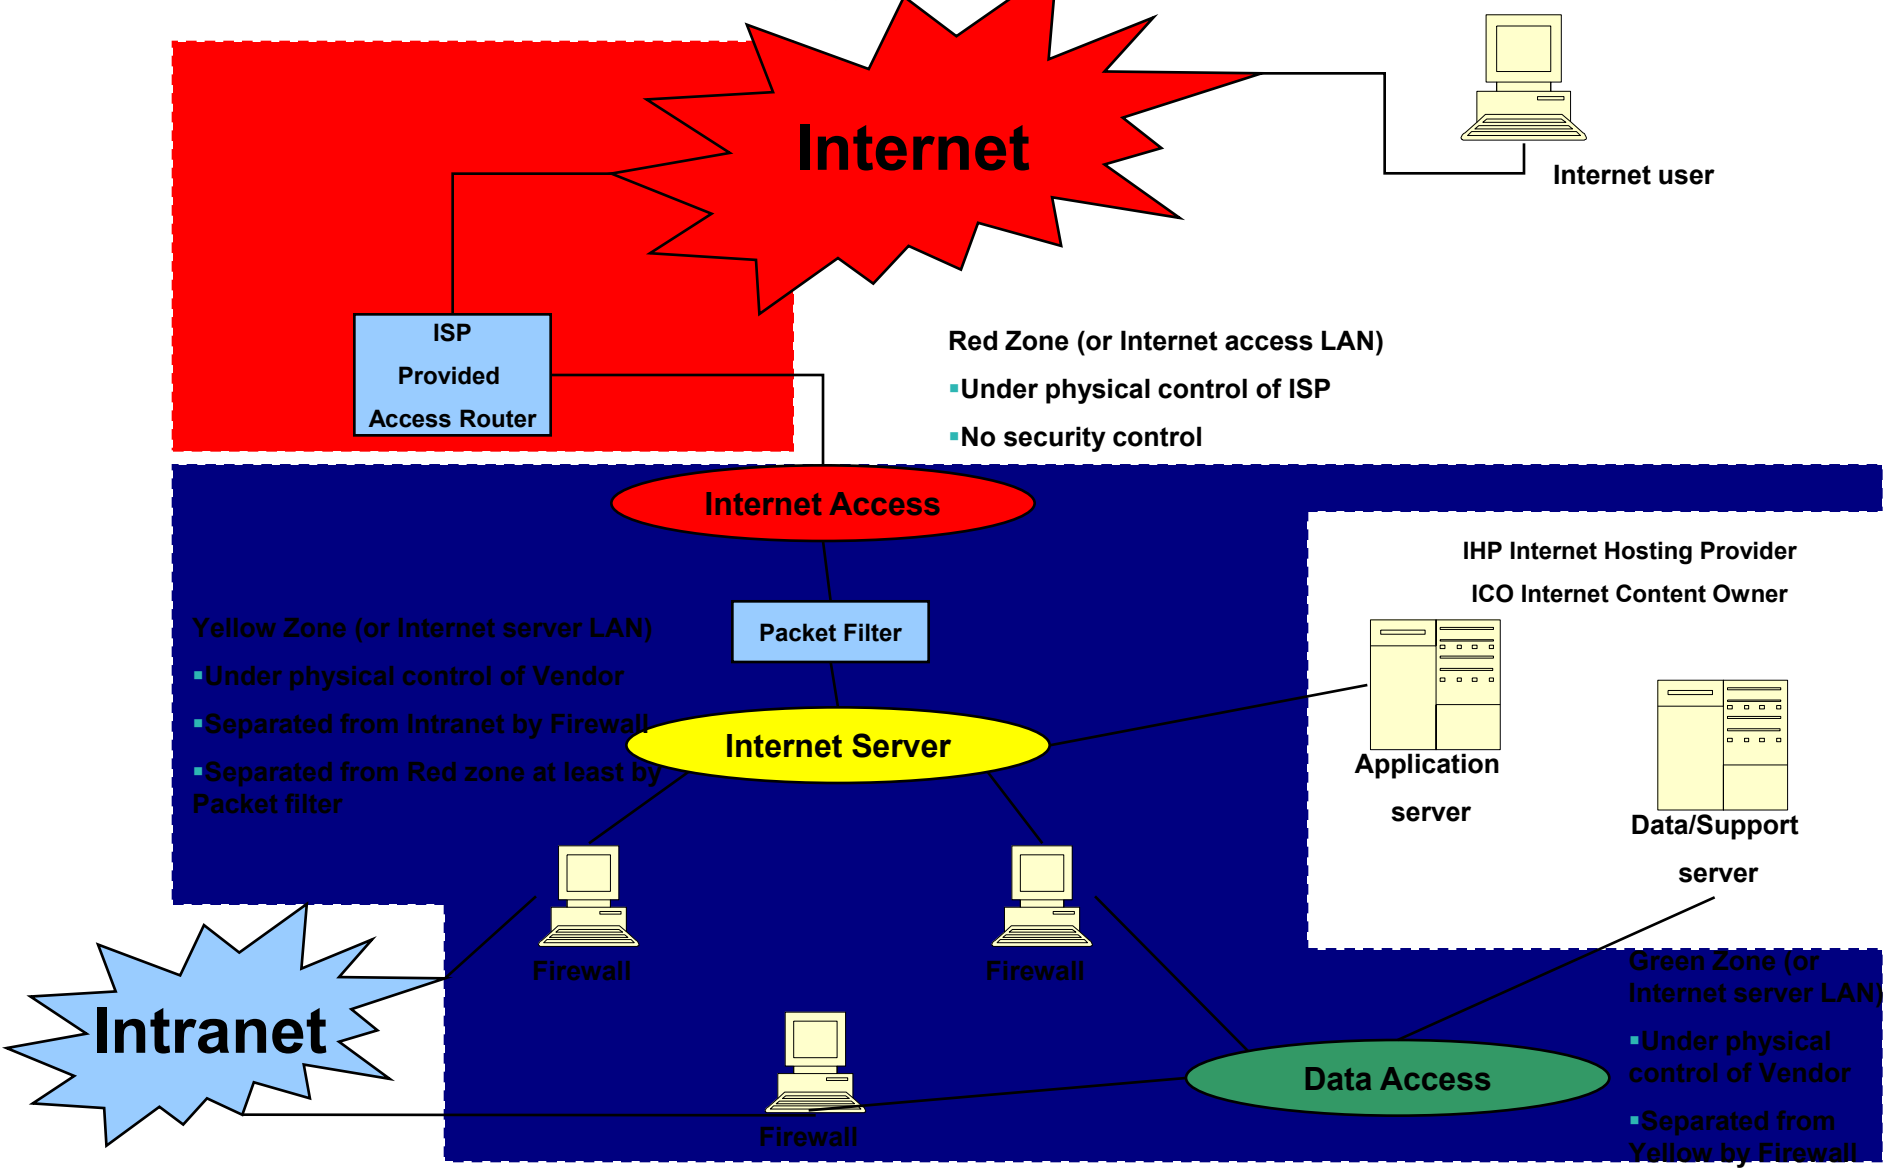 Internet
Internet user
ISP
Provided
Access Router
Red Zone (or Internet access LAN)
▪Under physical control of ISP
▪No security control
Internet Access
IHP Internet Hosting Provider
ICO Internet Content Owner
Packet Filter
Yellow Zone (or Internet server LAN)
▪Under physical control of Vendor
▪Separated from Intranet by Firewall
▪Separated from Red zone at least by
Packet filter
Internet Server
Application
server
Data/Support
server
Firewall
Firewall
Intranet
Firewall
Data Access
Green Zone (or
Internet server LAN)
▪Under physical
control of Vendor
▪Separated from
Yellow by Firewall